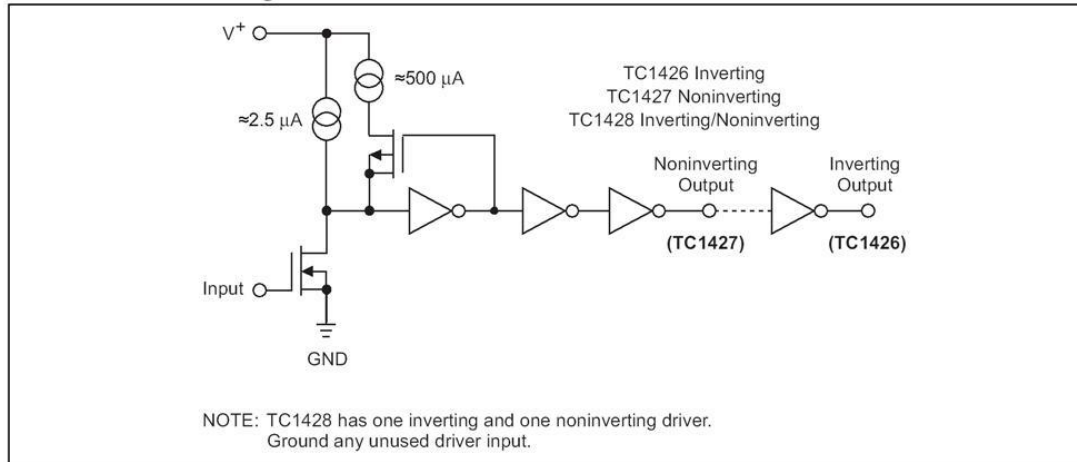 V+
≈500 µA
≈2.5 µA
TC1426 Inverting
TC1427 Noninverting
TC1428 Inverting/Noninverting
Noninverting
Output
Inverting
Output
(TC1427)
(TC1426)
Input
GND
NOTE: TC1428 has one inverting and one noninverting driver.
Ground any unused driver input.